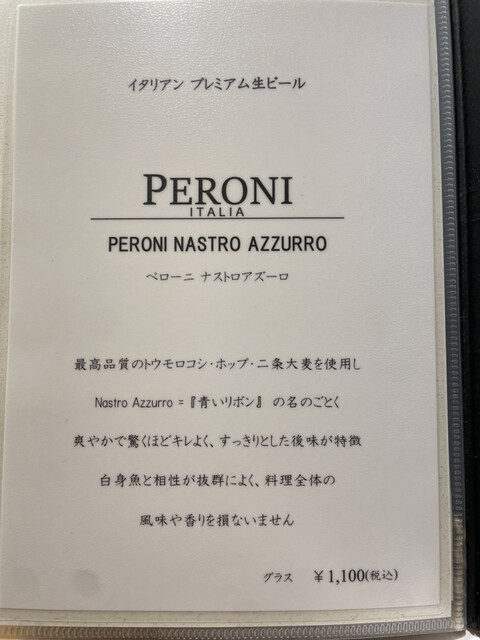 イタリアン プレミアム生ビール
PERONI
ITALIA
PERONI NASTRO AZZURRO
ペローニ ナストロアズーロ
最高品質のトウモロコシ・ホップ・二条大麦を使用し
Nastro Azzurro = 『青いリボン』 の名のごとく
爽やかで驚くほどキレよく、すっきりとした後味が特徴
白身魚と相性が抜群によく、料理全体の
風味や香りを損ないません
グラス ￥1,100(税込)